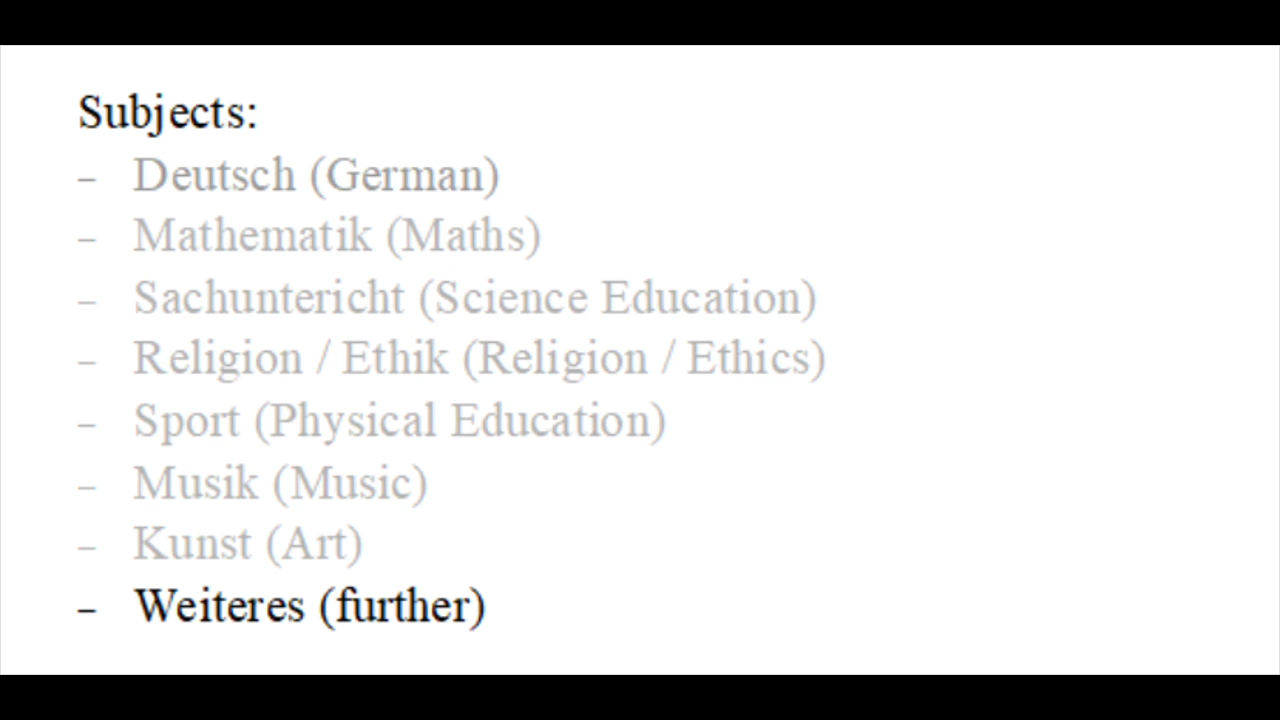 Subjects:
– Deutsch (German)
– Mathematik (Maths)
– Sachuntericht (Science Education)
– Religion / Ethik (Religion / Ethics)
– Sport (Physical Education)
– Musik (Music)
– Kunst (Art)
– Weiteres (further)